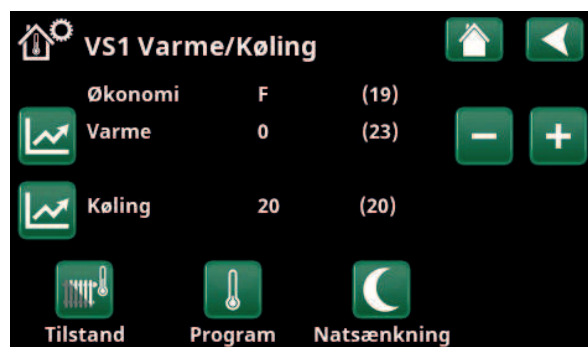 VS1 Varme/Køling
Økonomi F (19)
Varme 0 (23)
Køling 20 (20)
Tilstand Program Natsænkning